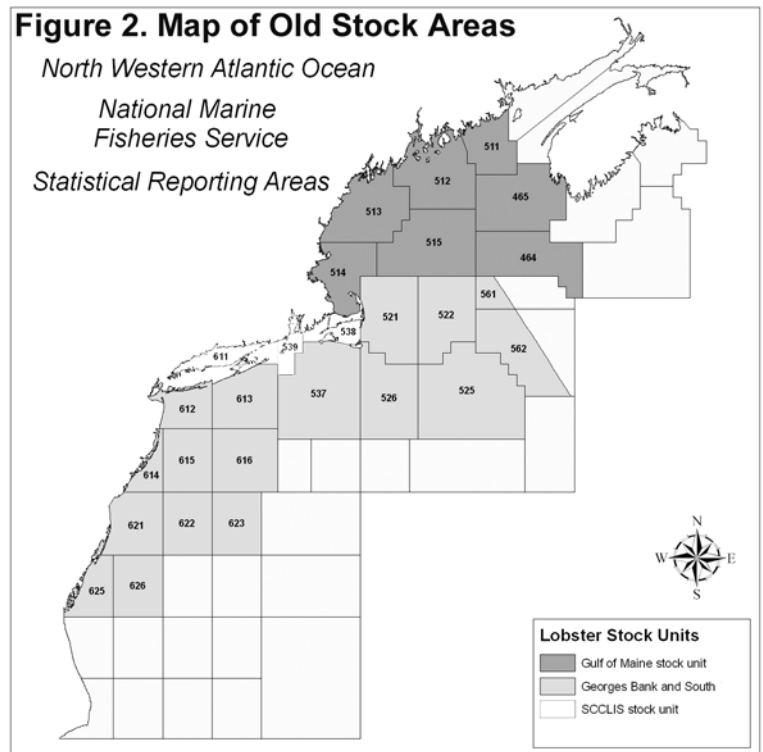 Figure 2. Map of Old Stock Areas
North Western Atlantic Ocean
National Marine
Fisheries Service
Statistical Reporting Areas
511
512
465
513
515
464
514
561
521
522
538
539
562
611
537
526
525
612
613
615
616
614
621
622
623
625
626
N
W
E
S
Lobster Stock Units
Gulf of Maine stock unit
Georges Bank and South
SCCLIS stock unit